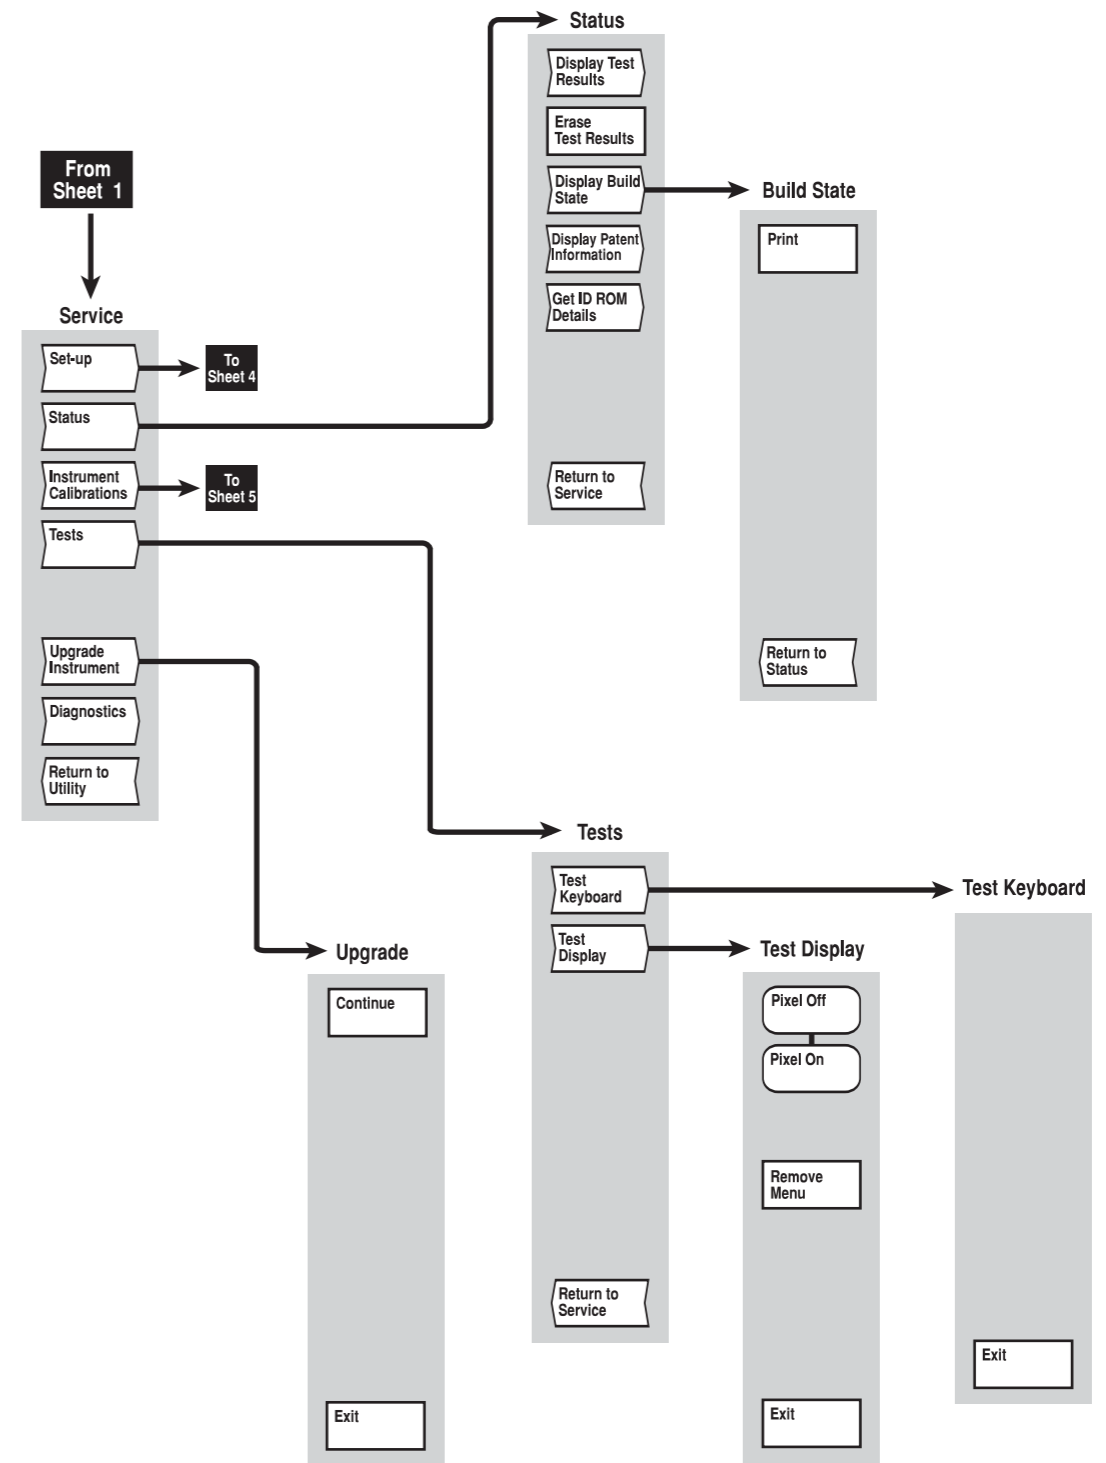 Status
Display Test
Results
Erase
Test Results
Display Build
State
Display Patent
Information
Get ID ROM
Details
Return to
Service
Build State
Print
Return to
Status
From
Sheet 1
Service
Set-up
To
Sheet 4
Status
Instrument
Calibrations
To
Sheet 5
Tests
Upgrade
Instrument
Diagnostics
Return to
Utility
Tests
Test
Keyboard
Test
Display
Return to
Service
Test Keyboard
Exit
Test Display
Pixel Off
Pixel On
Remove
Menu
Exit
Upgrade
Continue
Exit